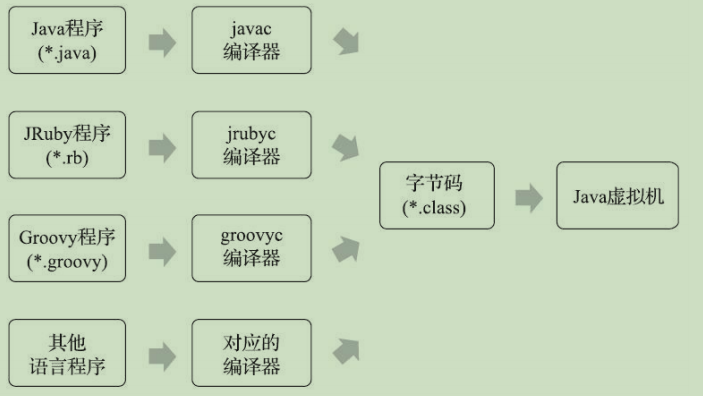 Java程序
(*.java)
javac
编译器
JRuby程序
(*.rb)
jrubyc
编译器
Groovy程序
(*.groovy)
groovyc
编译器
其他
语言程序
对应的
编译器
字节码
(*.class)
Java虚拟机